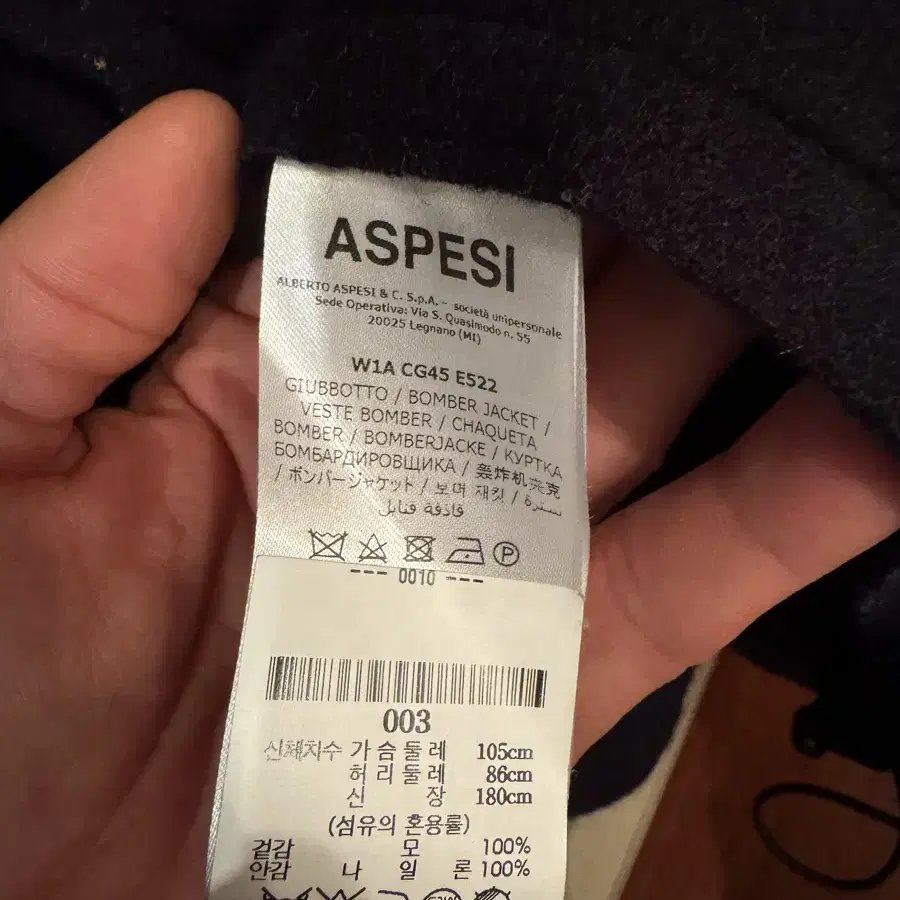 ASPESI
ALBERTO ASPESI & C. S.p.A. - società unipersonale
Sede Operativa: Via S. Quasimodo n. 55
20025 Legnano (MI)
W1A CG45 E522
GIUBBOTTO / BOMBER JACKET /
VESTE BOMBER / CHAQUETA
BOMBER / BOMBERJACKE / КУРТКА
БОМБАРДИРОВЩИКА / 轰炸机夹克
/ ボンバージャケット / 보머 재킷 / سترة
قاذفة قنابل
P
--- 0010 ---
003
신체치수 가슴둘레 105cm
허리둘레 86cm
신 장 180cm
(섬유의 혼용률)
겉감 모 100%
안감 나 일 론 100%